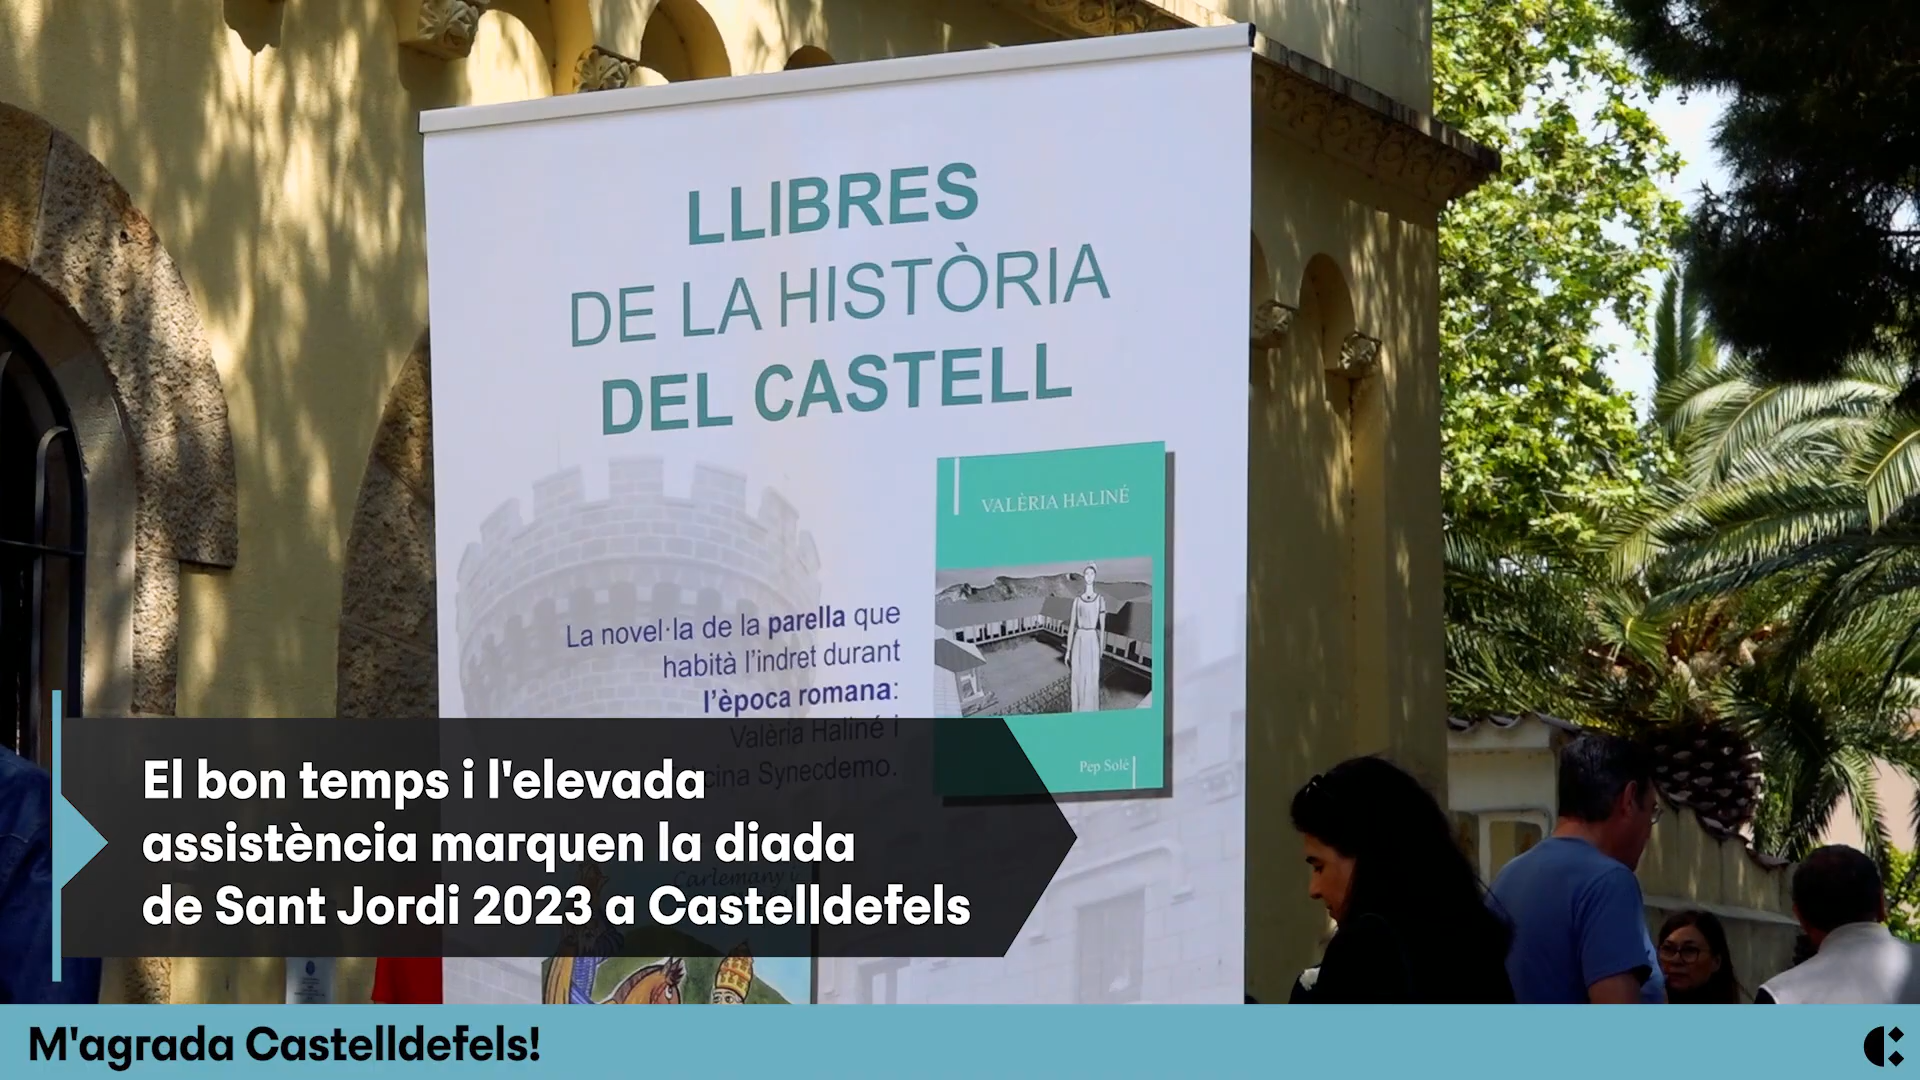 LLIBRES
DE LA HISTÒRIA
DEL CASTELL
VALÈRIA HALINÉ
La novel·la de la parella que
habità l'indret durant
l'època romana:
Valèria Haliné i
Synecdemo.
Pep Solé
El bon temps i l'elevada
assistència marquen la diada
de Sant Jordi 2023 a Castelldefels
Carlemany i
M'agrada Castelldefels!